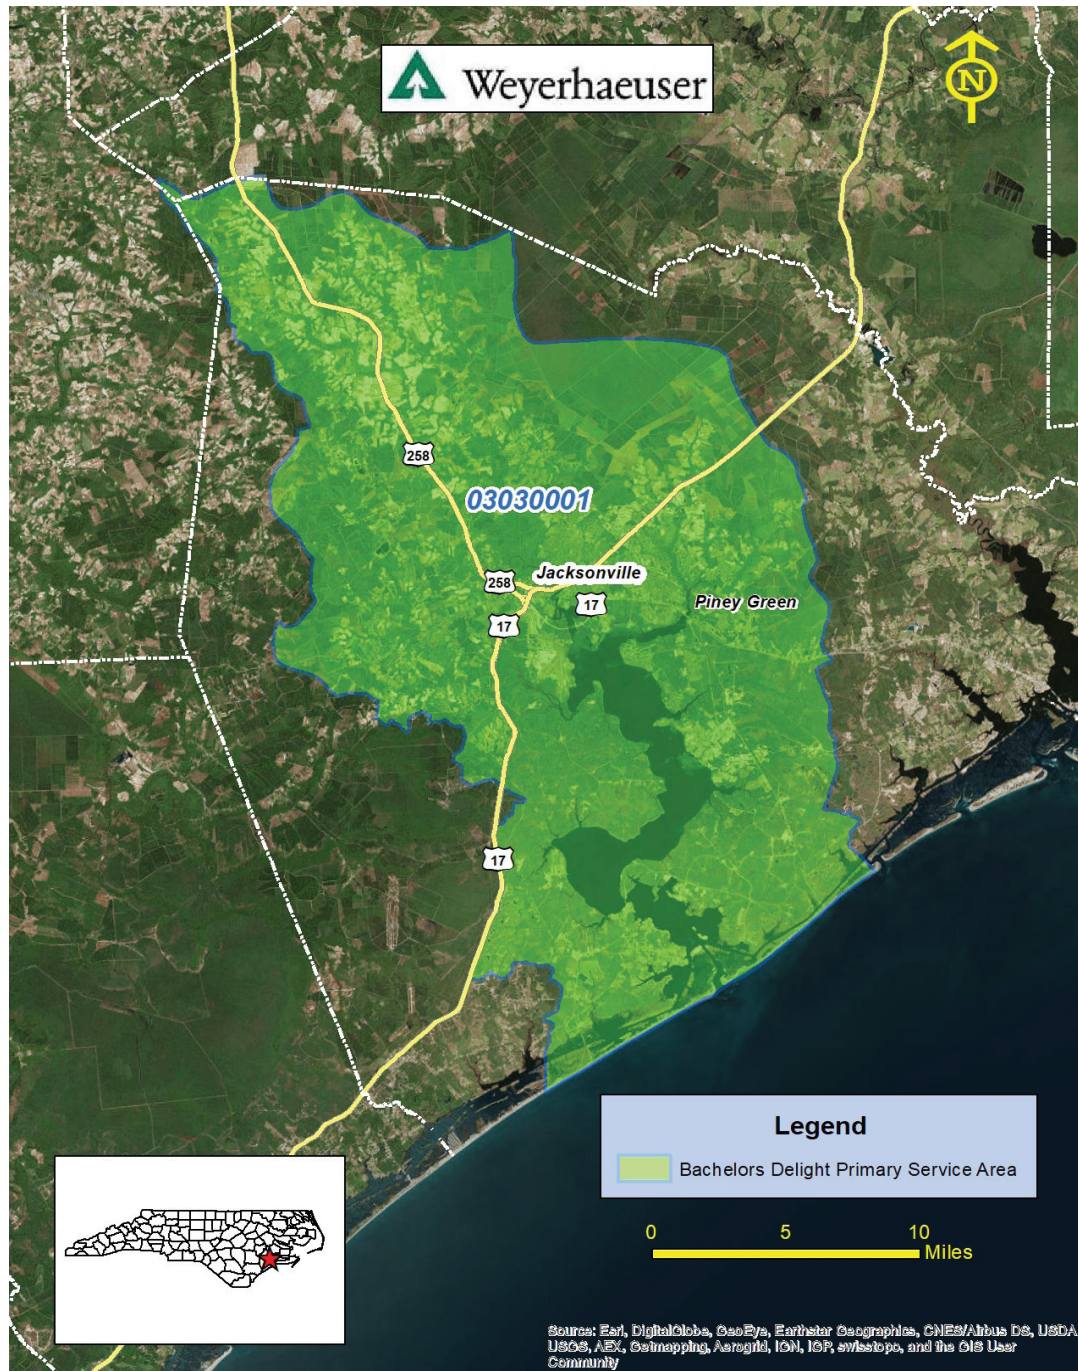 Weyerhaeuser
N
258
03030001
258
Jacksonville
17
Piney Green
17
17
Legend
Bachelors Delight Primary Service Area
0 5 10
Miles
Source: Esri, DigitalGlobe, GeoEye, Earthstar Geographics, CNES/Airbus DS, USDA,
USGS, AEX, Getmapping, Aerogrid, IGN, IGP, swisstopo, and the GIS User
Community